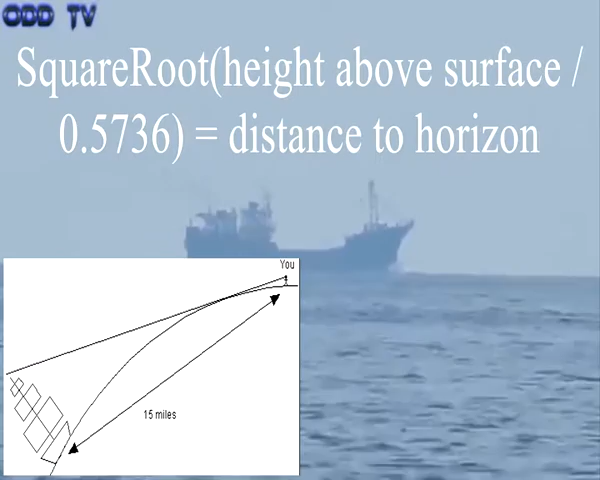 ODD TV
SquareRoot(height above surface /
0.5736) = distance to horizon
You
15 miles